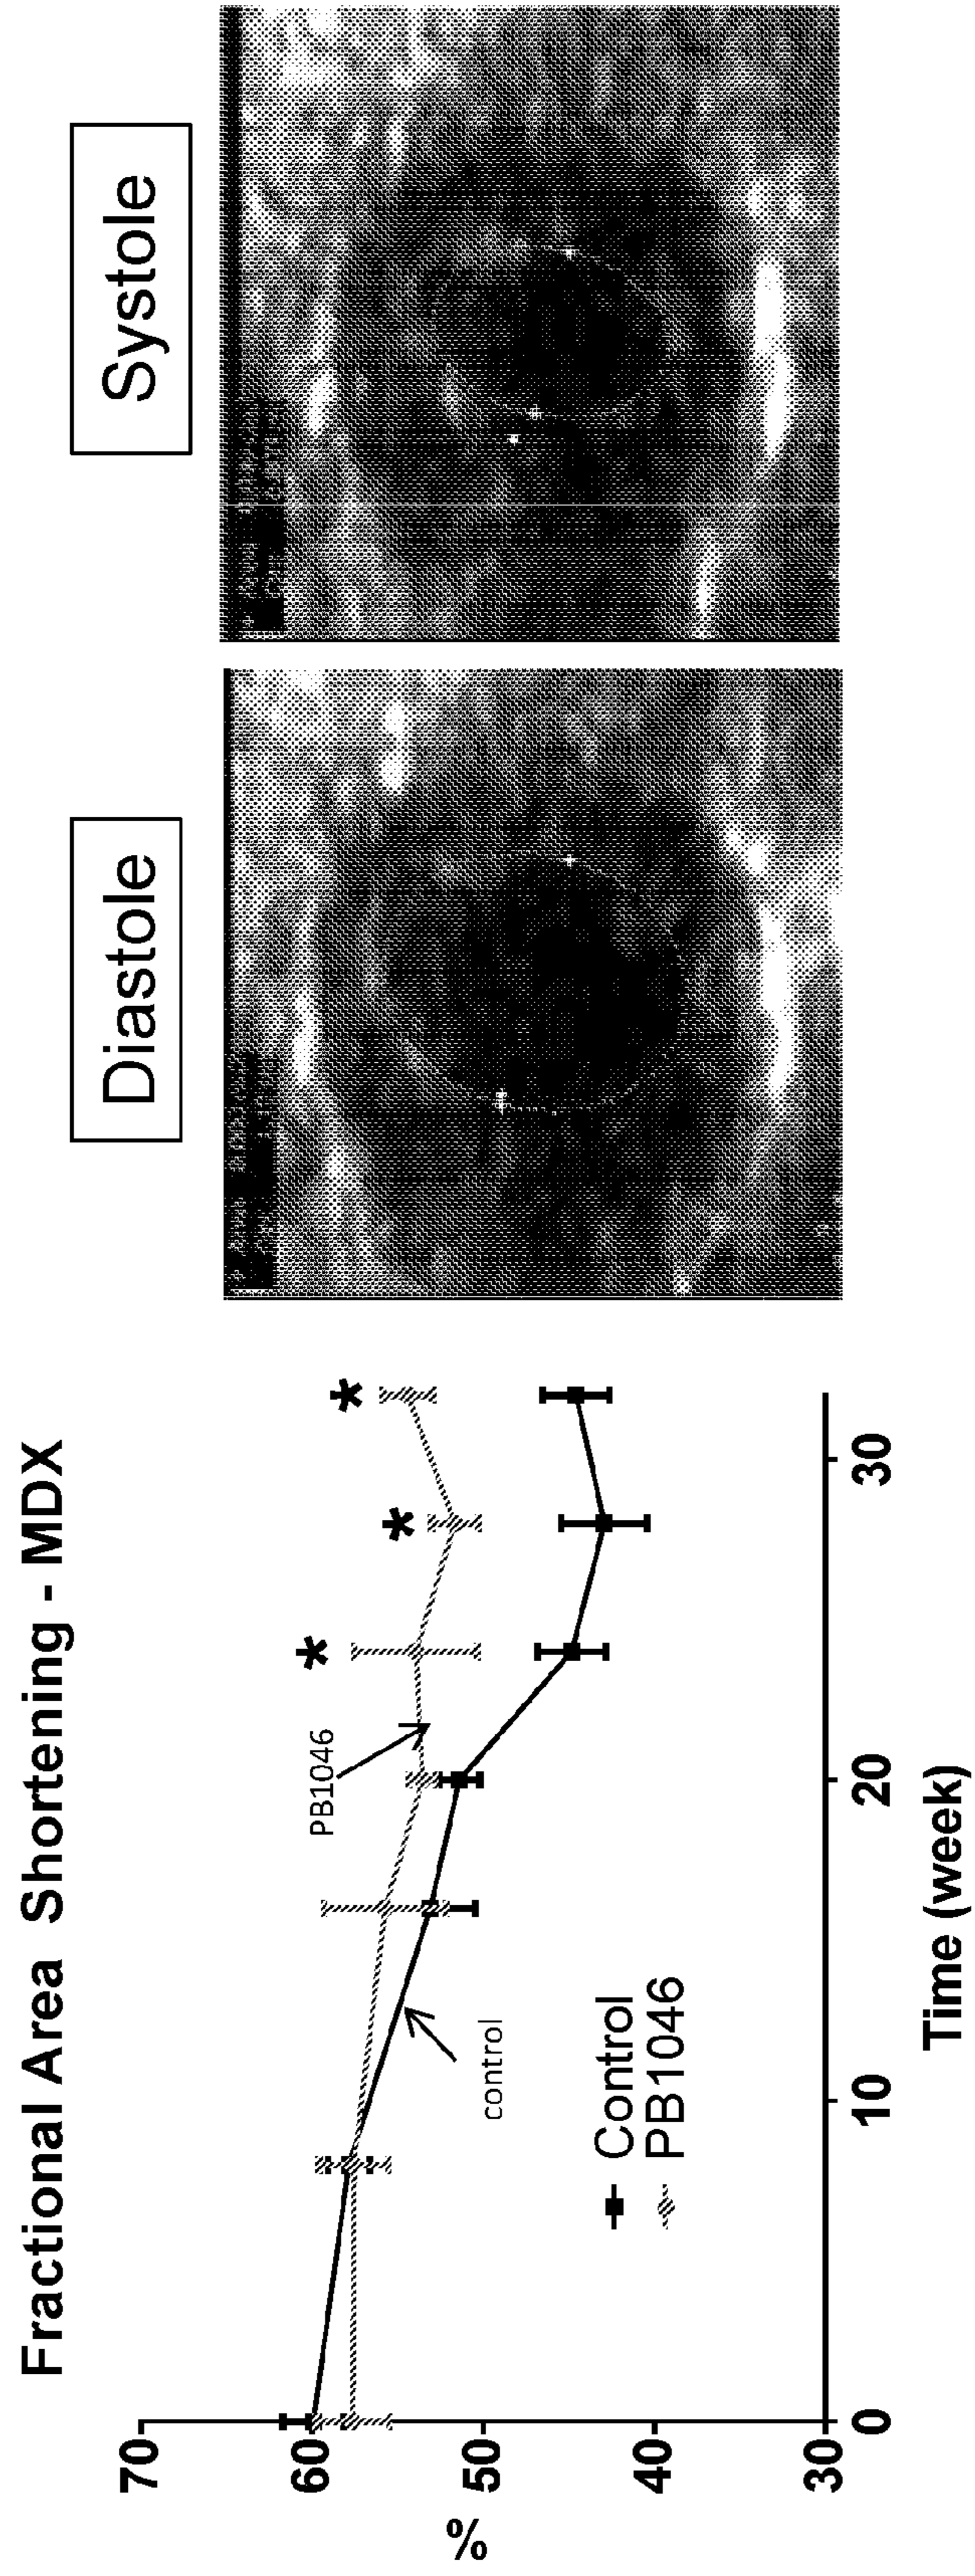 Fractional Area Shortening - MDX
%
70
60
50
40
30
0
10
20
30
Time (week)
control
PB1046
*
*
*
Control
PB1046
Diastole
Systole